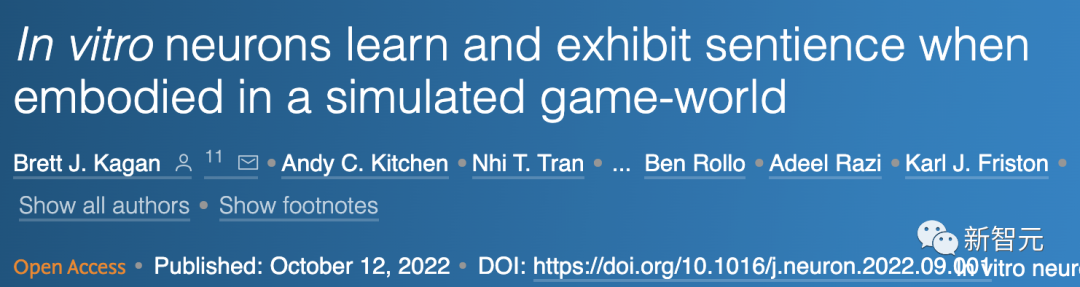 In vitro neurons learn and exhibit sentience when
embodied in a simulated game-world
Brett J. Kagan 11 • Andy C. Kitchen • Nhi T. Tran • ... Ben Rollo • Adeel Razi • Karl J. Friston •
Show all authors • Show footnotes
新智元
Open Access • Published: October 12, 2022 • DOI: https://doi.org/10.1016/j.neuron.2022.09.001
In vitro neur